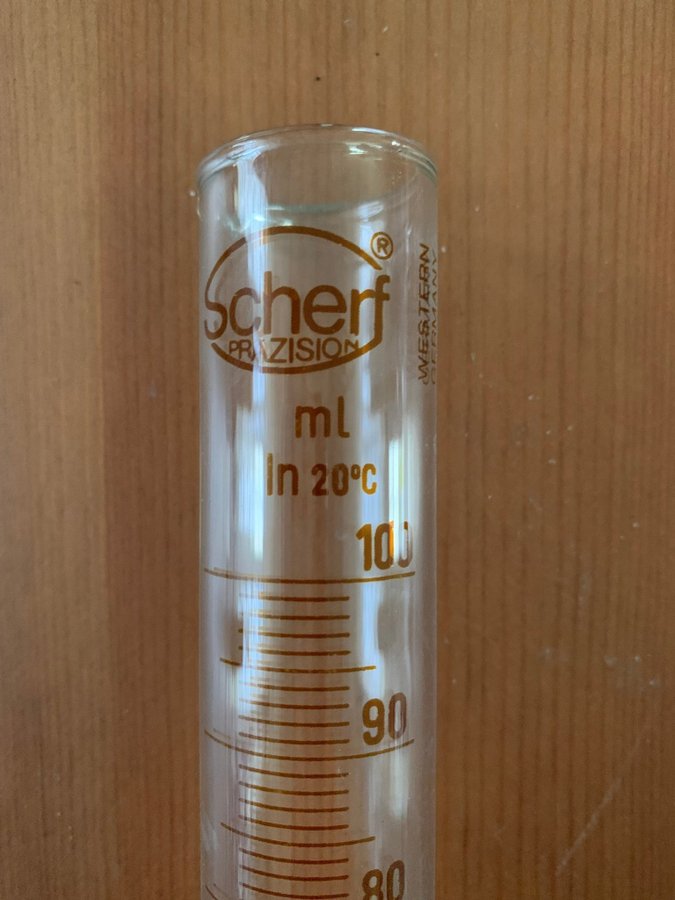 Scherf®
PRÄZISION
WESTERN
GERMANY
ml
In 20°C
100
90
80